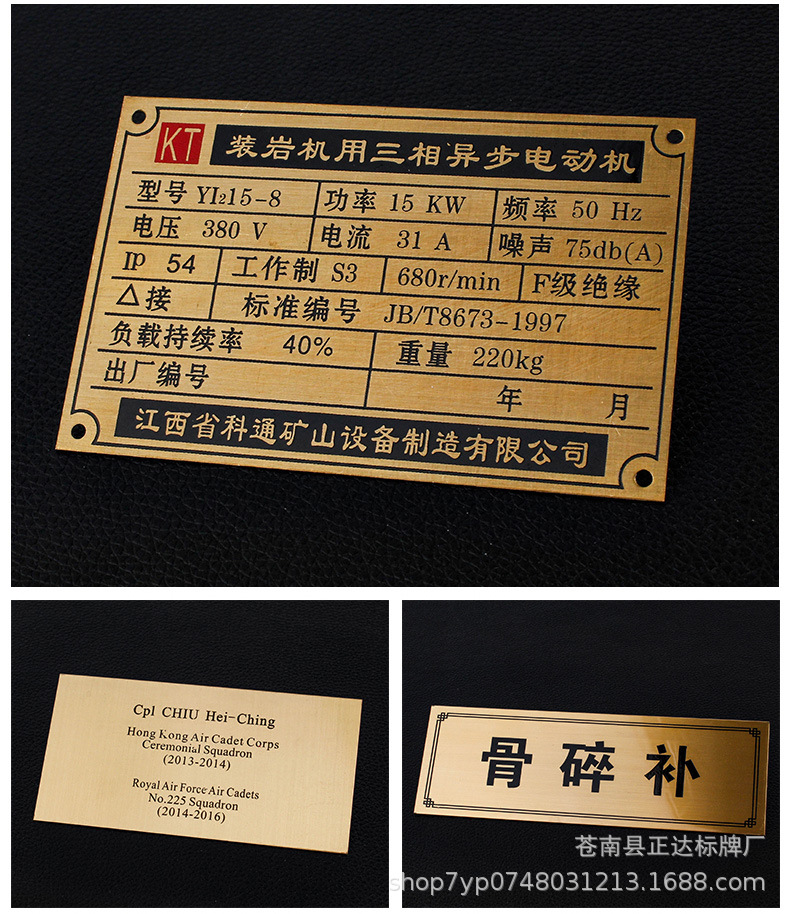 KT 装岩机用三相异步电动机
型号 YI₂15-8 功率 15 KW 频率 50 Hz
电压 380 V 电流 31 A 噪声 75db(A)
IP 54 工作制 S3 680r/min F级绝缘
△接 标准编号 JB/T8673-1997
负载持续率 40% 重量 220kg
出厂编号 年 月
江西省科通矿山设备制造有限公司
Cpl CHIU Hei-Ching
Hong Kong Air Cadet Corps
Ceremonial Squadron
(2013-2014)
Royal Air Force Air Cadets
No.225 Squadron
(2014-2016)
骨碎补
苍南县正达标牌厂
shop7yp0748031213.1688.com